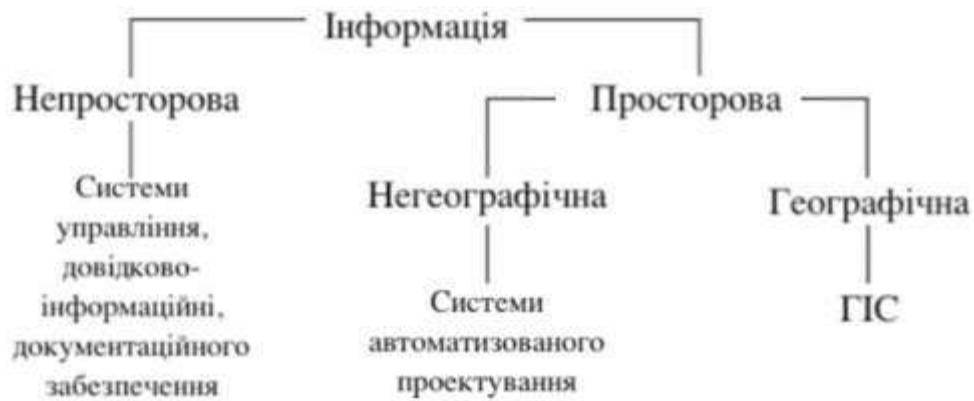 Інформація
Непросторова
Просторова
Негеографічна
Географічна
Системи
управління,
довідково-
інформаційні,
документаційного
забезпечення
Системи
автоматизованого
проектування
ГІС